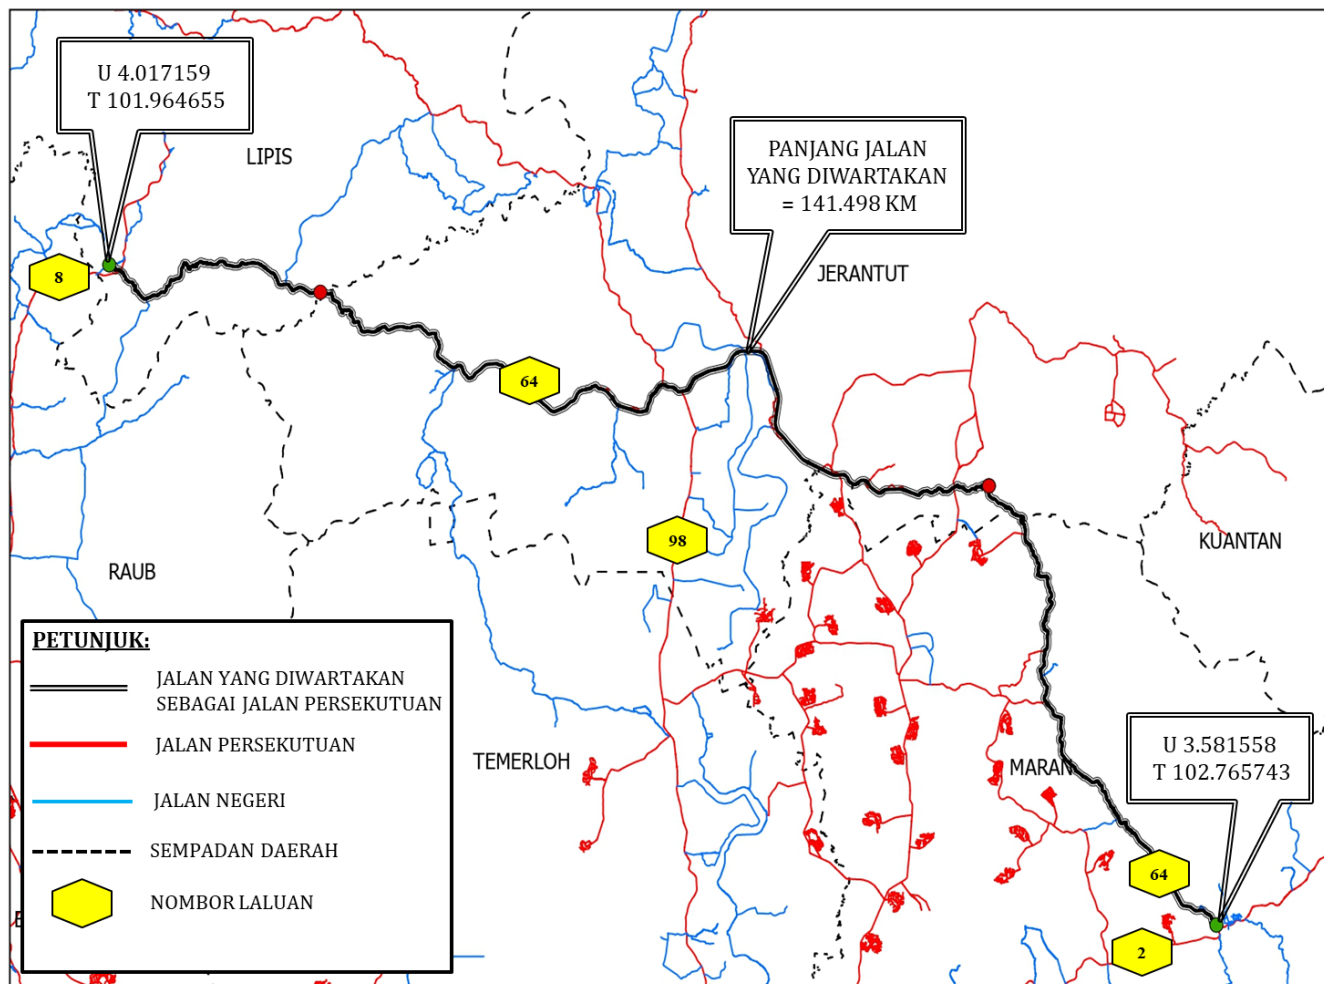 U 4.017159
T 101.964655
LIPIS
PANJANG JALAN
YANG DIWARTAKAN
= 141.498 KM
JERANTUT
8
64
98
KUANTAN
RAUB
PETUNJUK:
JALAN YANG DIWARTAKAN
SEBAGAI JALAN PERSEKUTUAN
JALAN PERSEKUTUAN
JALAN NEGERI
SEMPADAN DAERAH
NOMBOR LALUAN
TEMERLOH
MARAN
U 3.581558
T 102.765743
64
2